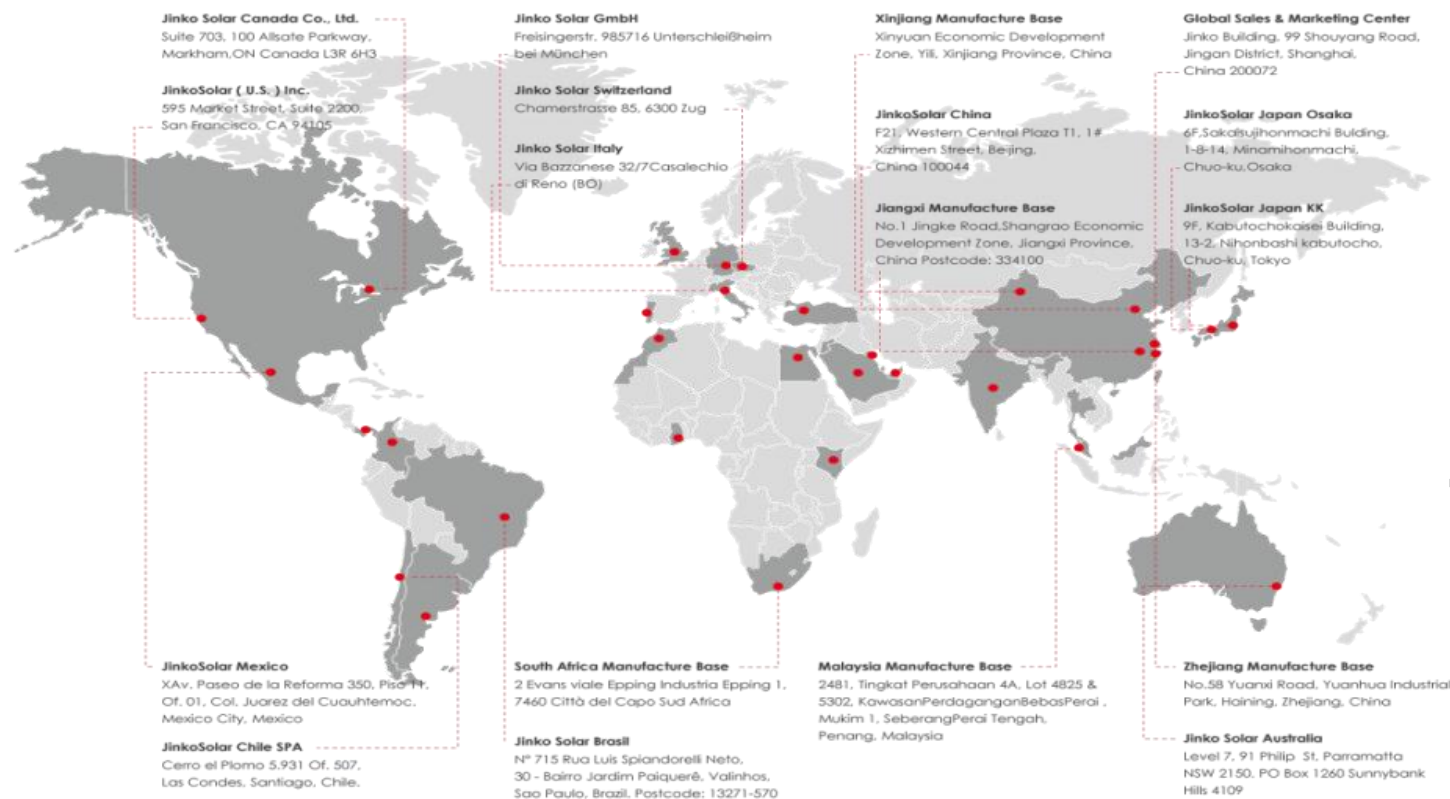 Jinko Solar Canada Co., Ltd.
Suite 703, 100 Allsate Parkway,
Markham,ON Canada L3R 6H3
JinkoSolar ( U.S. ) Inc.
595 Market Street, Suite 2200,
San Francisco, CA 94105
Jinko Solar GmbH
Freisingerstr. 985716 Unterschleißheim
bei München
Jinko Solar Switzerland
Chamerstrasse 85, 6300 Zug
Jinko Solar Italy
Via Bazzanese 32/7Casalechio
di Reno (BO)
Xinjiang Manufacture Base
Xinyuan Economic Development
Zone, Yili, Xinjiang Province, China
JinkoSolar China
F21, Western Central Plaza T1, 1#
Xizhimen Street, Beijing,
China 100044
Jiangxi Manufacture Base
No.1 Jingke Road,Shangrao Economic
Development Zone, Jiangxi Province,
China Postcode: 334100
Global Sales & Marketing Center
Jinko Building, 99 Shouyang Road,
Jingan District, Shanghai,
China 200072
JinkoSolar Japan Osaka
6F,Sakaisujihonmachi Bulding,
1-8-14, Minamihonmachi,
Chuo-ku,Osaka
JinkoSolar Japan KK
9F, Kabutochokaisei Building,
13-2, Nihonbashi kabutocho,
Chuo-ku, Tokyo
JinkoSolar Mexico
XAv. Paseo de la Reforma 350, Piso 11,
Of. 01, Col. Juarez del Cuauhtemoc,
Mexico City, Mexico
JinkoSolar Chile SPA
Cerro el Plomo 5.931 Of. 507,
Las Condes, Santiago, Chile.
South Africa Manufacture Base
2 Evans viale Epping Industria Epping 1,
7460 Città del Capo Sud Africa
Jinko Solar Brasil
N° 715 Rua Luis Spiandorelli Neto,
30 - Bairro Jardim Paiquerê, Valinhos,
Sao Paulo, Brazil. Postcode: 13271-570
Malaysia Manufacture Base
2481, Tingkat Perusahaan 4A, Lot 4825 &
5302, KawasanPerdaganganBebasPerai ,
Mukim 1, SeberangPerai Tengah,
Penang, Malaysia
Zhejiang Manufacture Base
No.58 Yuanxi Road, Yuanhua Industrial
Park, Haining, Zhejiang, China
Jinko Solar Australia
Level 7, 91 Philip St, Parramatta
NSW 2150, PO Box 1260 Sunnybank
Hills 4109